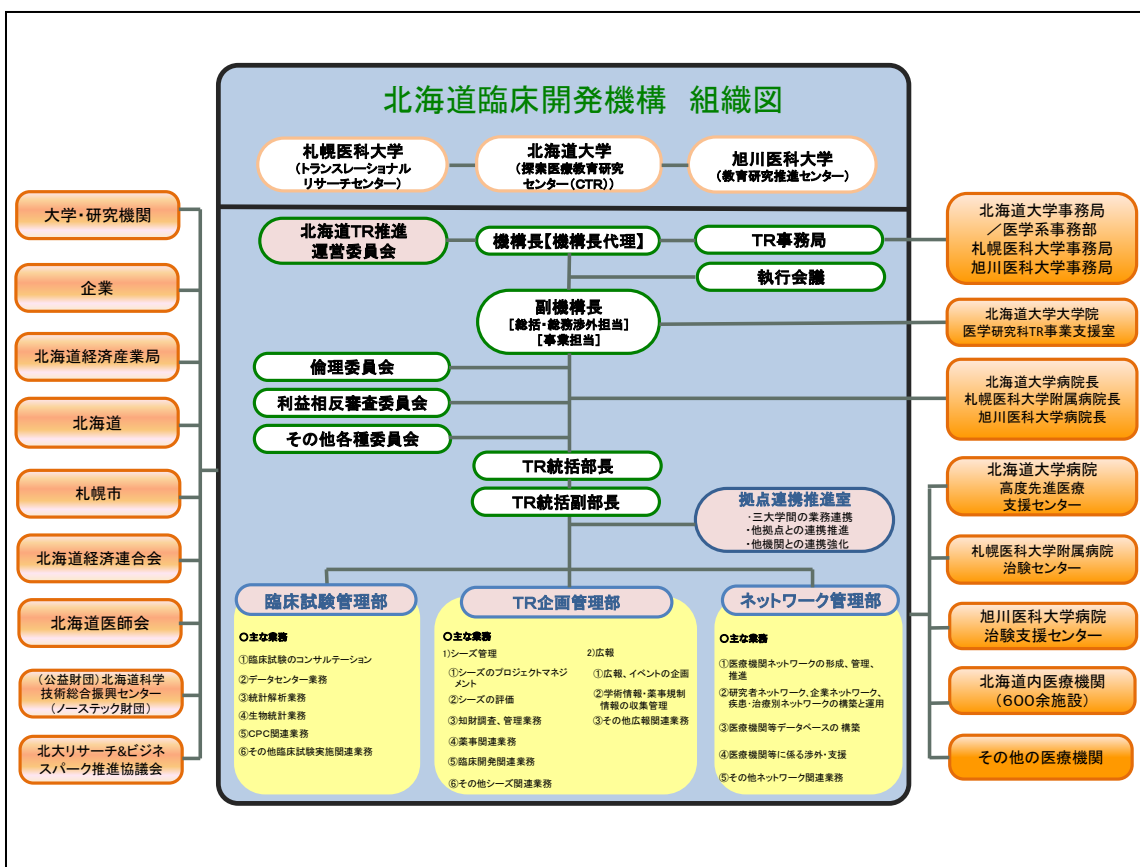 北海道臨床開発機構　組織図
札幌医科大学
(トランスレーショナル
リサーチセンター)
北海道大学
(探索医療教育研究
センター(CTR))
旭川医科大学
(教育研究推進センター)
大学・研究機関
企業
北海道経済産業局
北海道
札幌市
北海道経済連合会
北海道医師会
(公益財団)北海道科学
技術総合振興センター
(ノーステック財団)
北大リサーチ&ビジネ
スパーク推進協議会
北海道TR推進
運営委員会
機構長【機構長代理】
TR事務局
執行会議
副機構長
[総括・総務渉外担当]
[事業担当]
倫理委員会
利益相反審査委員会
その他各種委員会
TR統括部長
TR統括副部長
拠点連携推進室
・三大学間の業務連携
・他拠点との連携推進
・他機関との連携強化
臨床試験管理部
○主な業務
①臨床試験のコンサルテーション
②データセンター業務
③統計解析業務
④生物統計業務
⑤CPC関連業務
⑥その他臨床試験実施関連業務
TR企画管理部
○主な業務
1)シーズ管理
①シーズのプロジェクトマネジ
メント
②シーズの評価
③知財調査、管理業務
④薬事関連業務
⑤臨床開発関連業務
⑥その他シーズ関連業務
2)広報
①広報、イベントの企画
②学術情報・薬事規制
情報の収集管理
③その他広報関連業務
ネットワーク管理部
○主な業務
①医療機関ネットワークの形成、管理、
推進
②研究者ネットワーク、企業ネットワーク、
疾患・治療別ネットワークの構築と運用
③医療機関等データベースの 構築
④医療機関等に係る渉外・支援
⑤その他ネットワーク関連業務
北海道大学事務局
／医学系事務部
札幌医科大学事務局
旭川医科大学事務局
北海道大学大学院
医学研究科TR事業支援室
北海道大学病院長
札幌医科大学附属病院長
旭川医科大学病院長
北海道大学病院
高度先進医療
支援センター
札幌医科大学附属病院
治験センター
旭川医科大学病院
治験支援センター
北海道内医療機関
(600余施設)
その他の医療機関